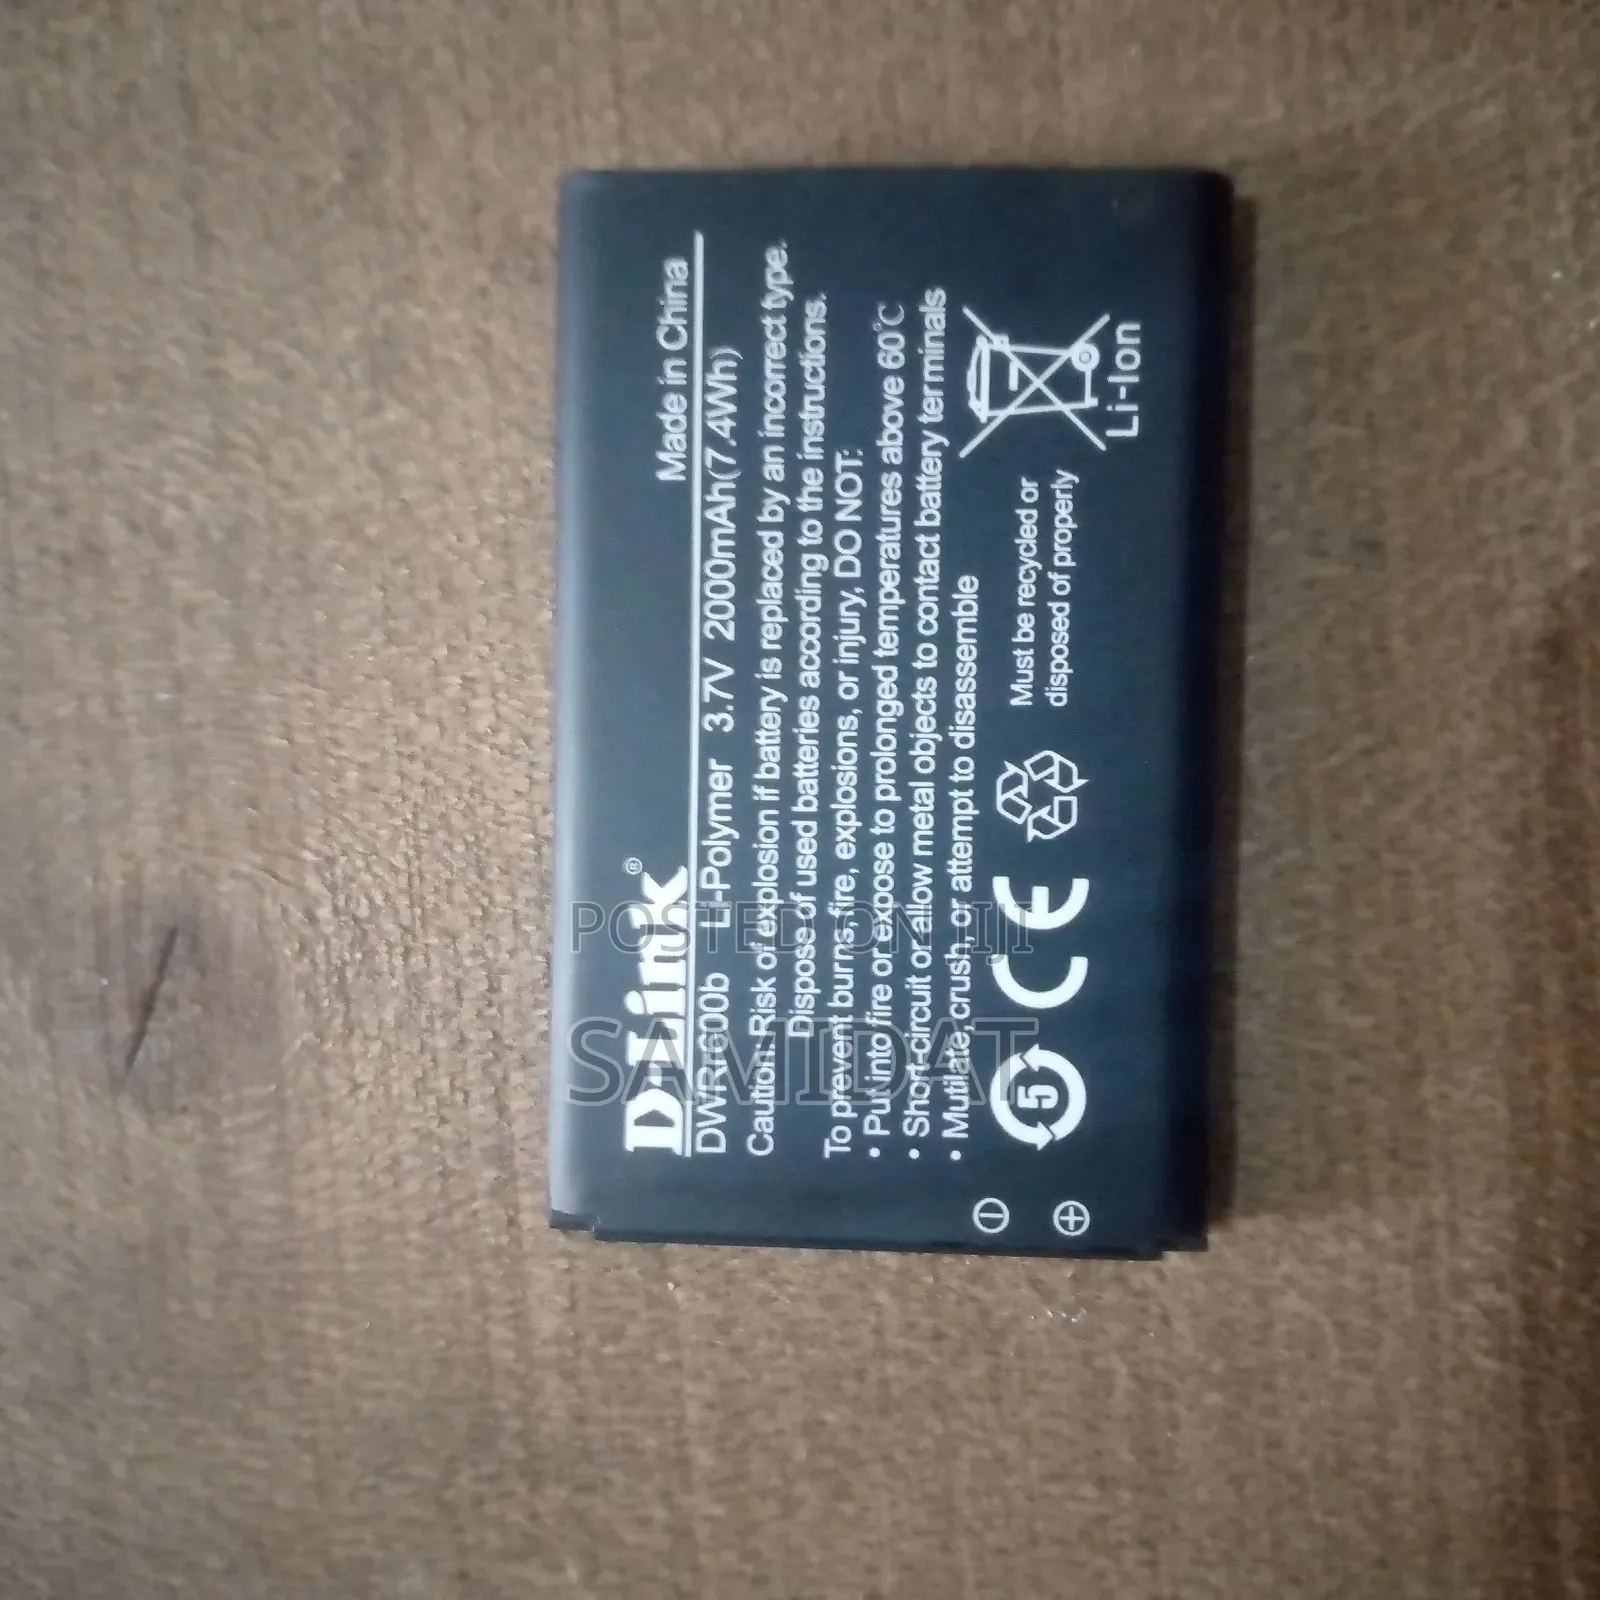 Made in China
D-Link®
DWRr600b Li-Polymer 3.7V 2000mAh(7.4Wh)
Caution: Risk of explosion if battery is replaced by an incorrect type.
Dispose of used batteries according to the instructions.
To prevent burns, fire, explosions, or injury, DO NOT:
• Put into fire or expose to prolonged temperatures above 60℃
• Short-circuit or allow metal objects to contact battery terminals
• Mutilate, crush, or attempt to disassemble
5
CE
Must be recycled or
disposed of properly
Li-Ion
POSTED ON JIJI
SAMIDAT